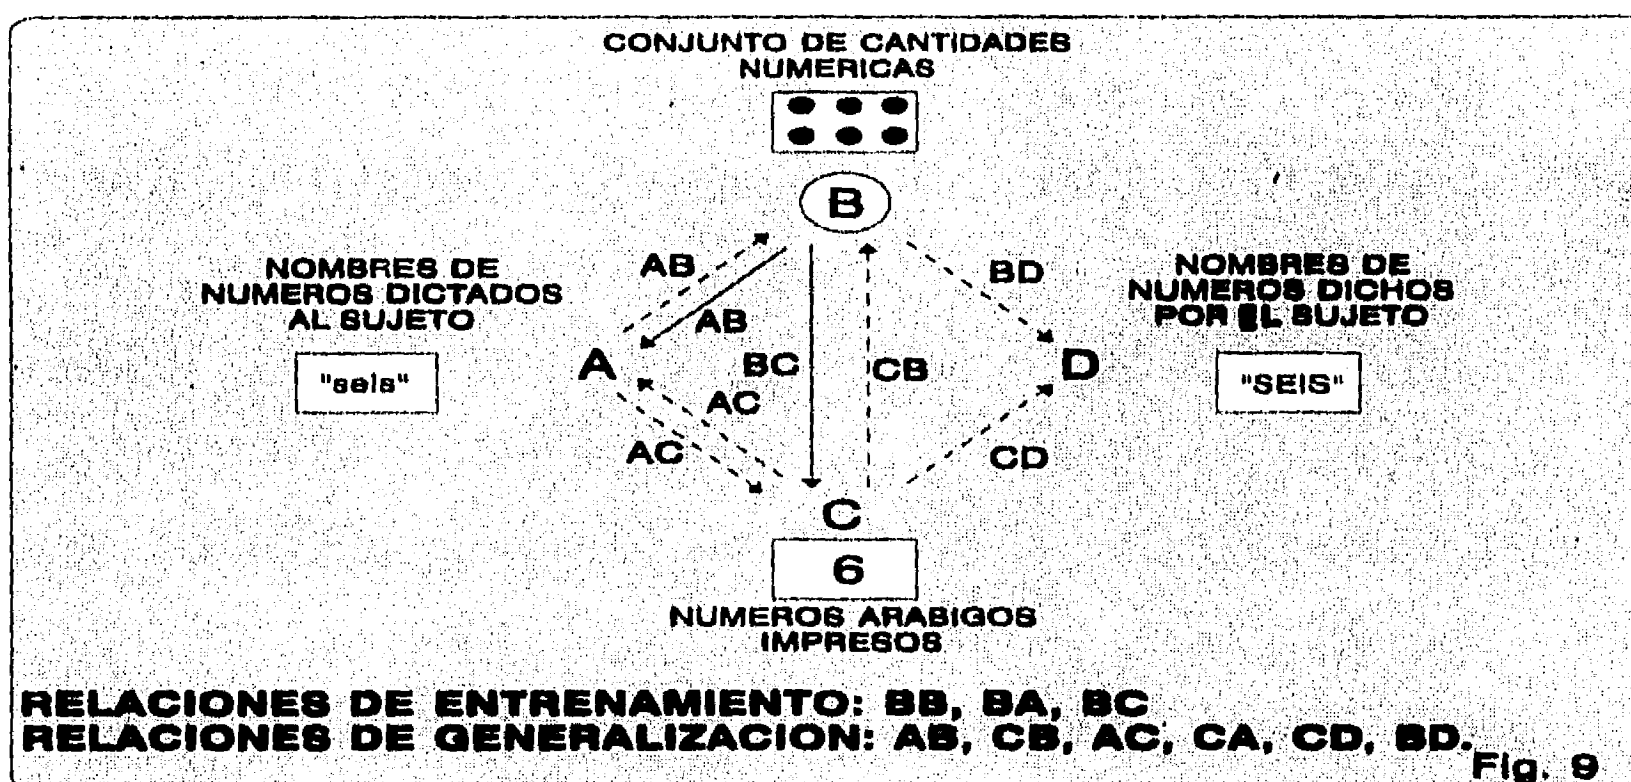 CONJUNTO DE CANTIDADES
NUMERICAS
B
AB
BD
NOMBRES DE
NUMEROS DICTADOS
AL SUJETO
NOMBRES DE
NUMEROS DICHOS
POR EL SUJETO
AB
A
BC
CB
D
"seis"
"SEIS"
AC
AC
CD
C
6
NUMEROS ARABIGOS
IMPRESOS
RELACIONES DE ENTRENAMIENTO: BB, BA, BC
RELACIONES DE GENERALIZACION: AB, CB, AC, CA, CD, BD.
Fig. 9